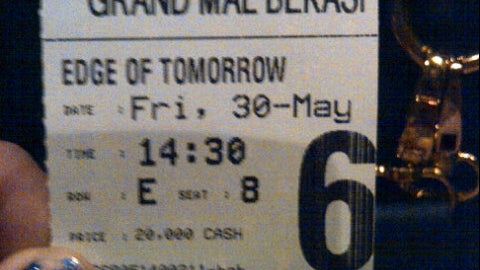 GRAND MAL BEKASI
EDGE OF TOMORROW
DATE : Fri, 30-May
TIME : 14:30
ROW : E SEAT : 8
PRICE : 20.000 CASH
6